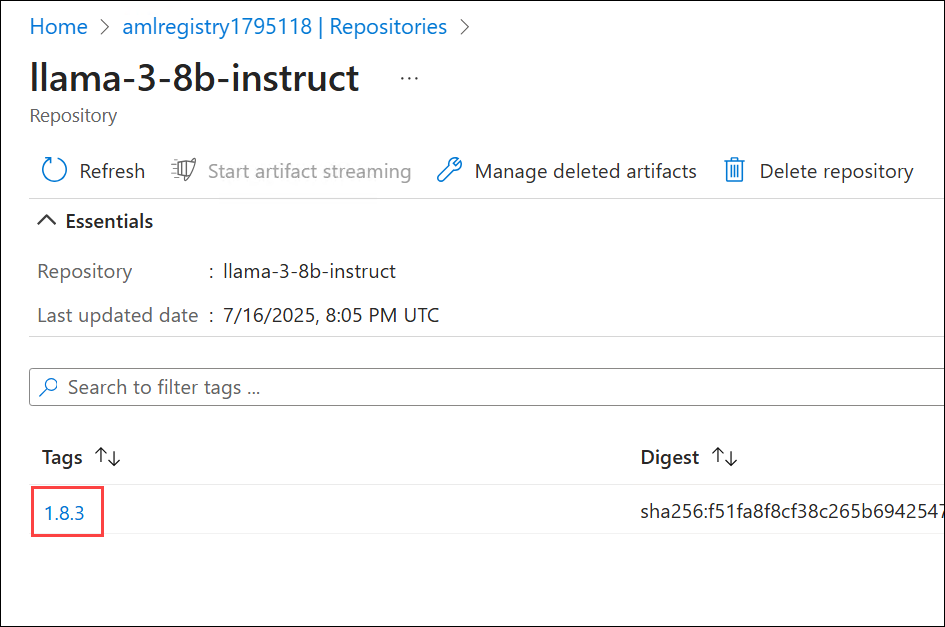 Home > amlregistry1795118 | Repositories >
llama-3-8b-instruct ...
Repository
Refresh Start artifact streaming Manage deleted artifacts Delete repository
Essentials
Repository : llama-3-8b-instruct
Last updated date : 7/16/2025, 8:05 PM UTC
Search to filter tags ...
Tags ↑↓ Digest ↑↓
1.8.3 sha256:f51fa8f8cf38c265b6942547